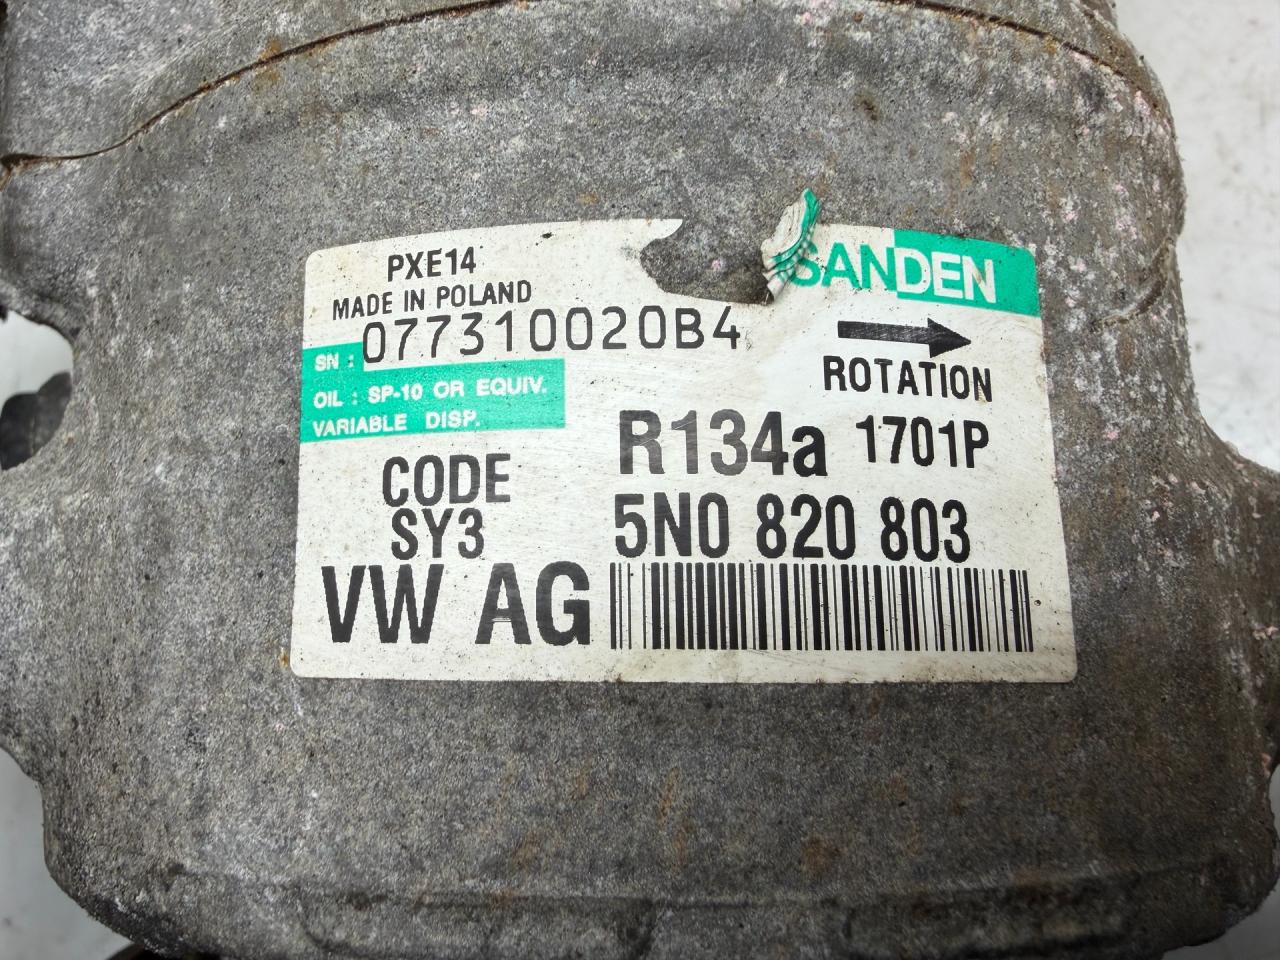 PXE14
MADE IN POLAND
SANDEN
SN : 077310020B4
ROTATION
OIL : SP-10 OR EQUIV.
VARIABLE DISP.
R134a 1701P
CODE
SY3
5N0 820 803
VW AG